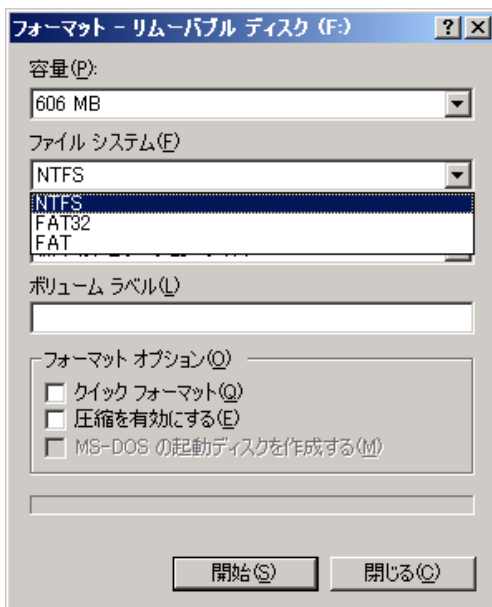 フォーマット - リムーバブル ディスク (F:)
容量(P):
606 MB
ファイル システム(F)
NTFS
NTFS
FAT32
FAT
ボリューム ラベル(L)
フォーマット オプション(O)
クイック フォーマット(Q)
圧縮を有効にする(E)
MS-DOS の起動ディスクを作成する(M)
開始(S)
閉じる(C)